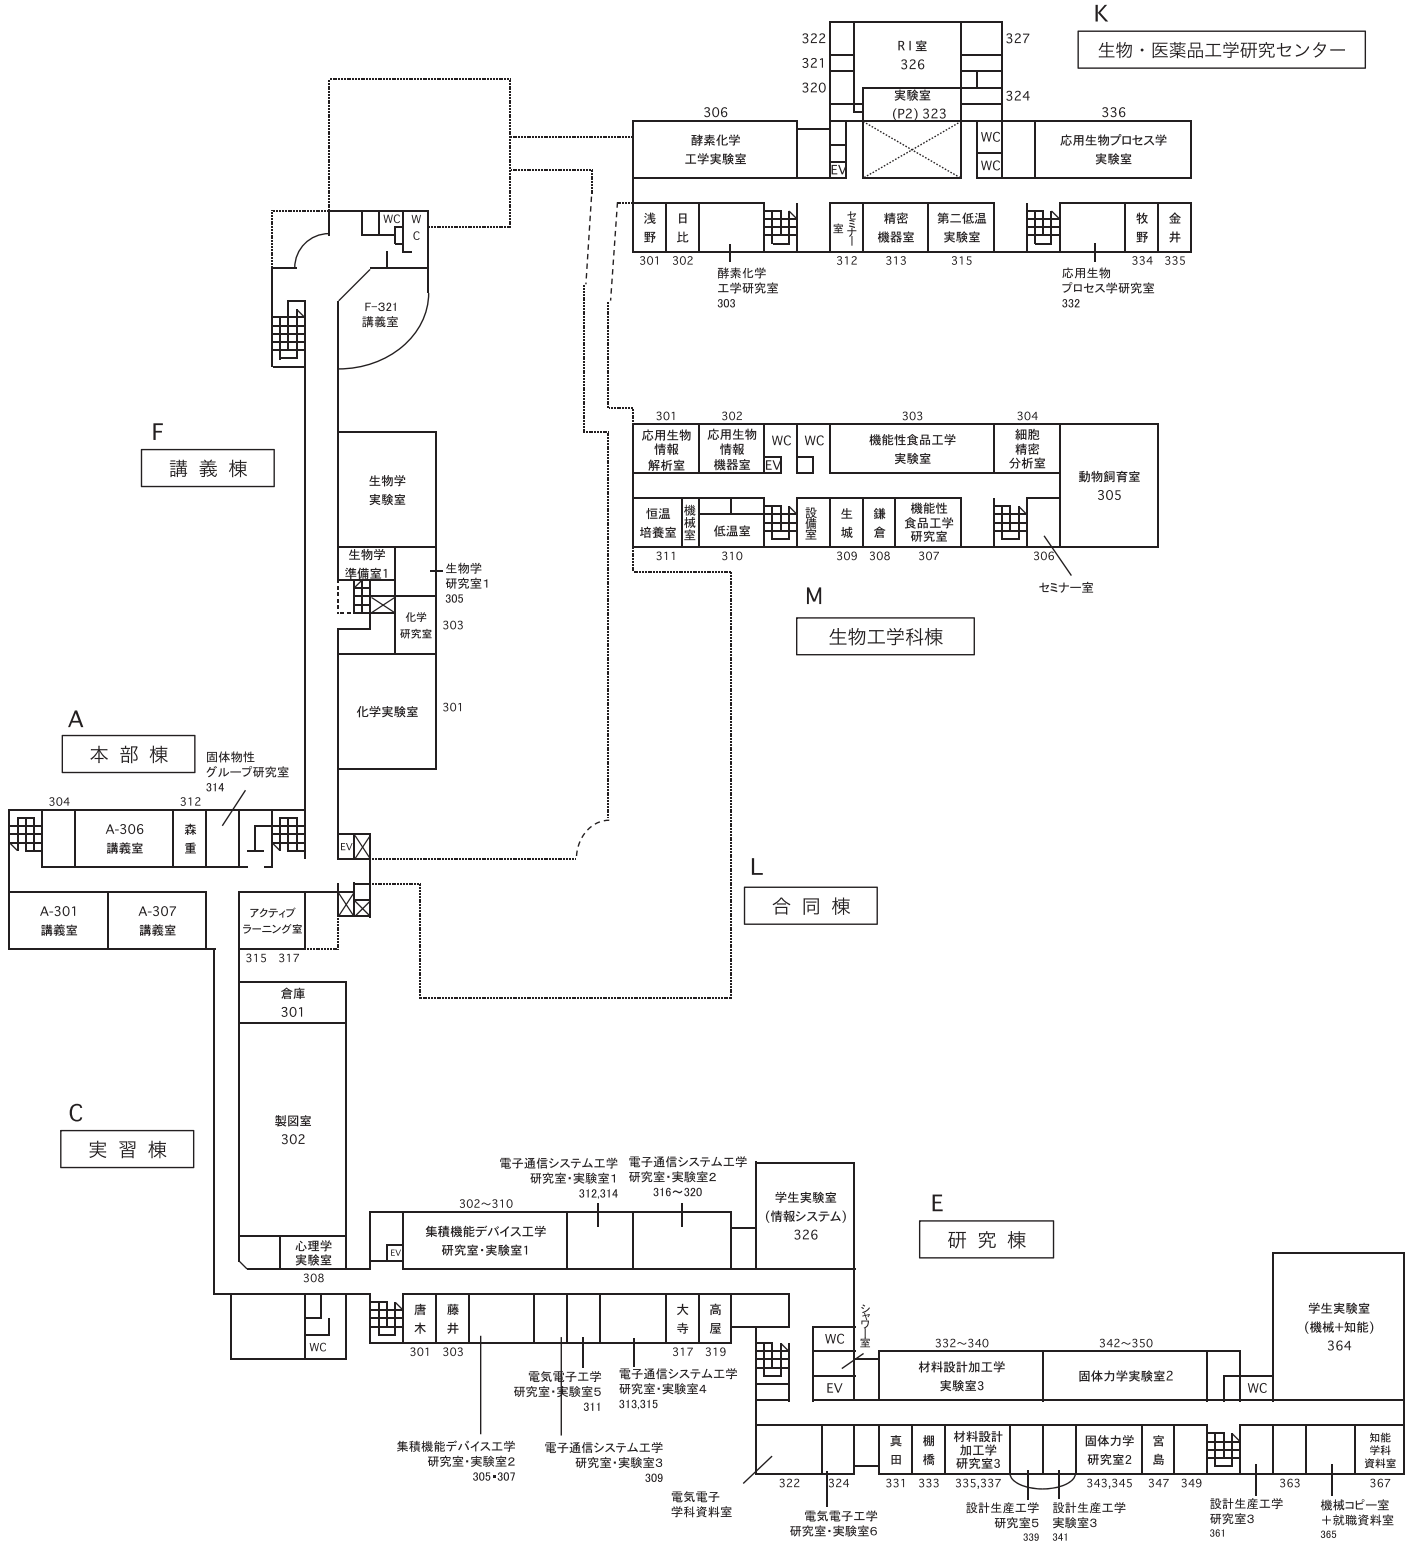 K
生物・医薬品工学研究センター
322
321
320
RI室
326
327
324
実験室
(P2) 323
306
酵素化学
工学実験室
EV
WC
WC
336
応用生物プロセス学
実験室
浅野
301
日比
302
酵素化学
工学研究室
303
セミナー室
312
精密
機器室
313
第二低温
実験室
315
応用生物
プロセス学研究室
332
牧野
334
金井
335
WC
WC
F-321
講義室
F
講義棟
生物学
実験室
生物学
準備室1
生物学
研究室1
305
化学
研究室
303
化学実験室
301
301
応用生物
情報
解析室
302
応用生物
情報
機器室
WC
EV
WC
303
機能性食品工学
実験室
304
細胞
精密
分析室
動物飼育室
305
恒温
培養室
311
機械室
低温室
310
設備室
生城
309
鎌倉
308
機能性
食品工学
研究室
307
306
セミナー室
M
生物工学科棟
A
本部棟
固体物性
グループ研究室
314
304
A-306
講義室
312
森重
EV
A-301
講義室
A-307
講義室
アクティブ
ラーニング室
315 317
L
合同棟
倉庫
301
製図室
302
C
実習棟
心理学
実験室
308
WC
302〜310
集積機能デバイス工学
研究室・実験室1
EV
電子通信システム工学
研究室・実験室1
312,314
電子通信システム工学
研究室・実験室2
316〜320
学生実験室
(情報システム)
326
E
研究棟
唐木
301
藤井
303
集積機能デバイス工学
研究室・実験室2
305・307
電子通信システム工学
研究室・実験室3
309
電気電子工学
研究室・実験室5
311
電子通信システム工学
研究室・実験室4
313,315
大寺
317
高屋
319
シャワー室
WC
EV
332〜340
材料設計加工学
実験室3
342〜350
固体力学実験室2
WC
学生実験室
(機械+知能)
364
322
電気電子
学科資料室
324
電気電子工学
研究室・実験室6
真田
331
棚橋
333
材料設計
加工学
研究室3
335,337
設計生産工学
研究室5
339
設計生産工学
実験室3
341
固体力学
研究室2
343,345
宮島
347
349
設計生産工学
研究室3
361
363
機械コピー室
+就職資料室
365
知能
学科
資料室
367